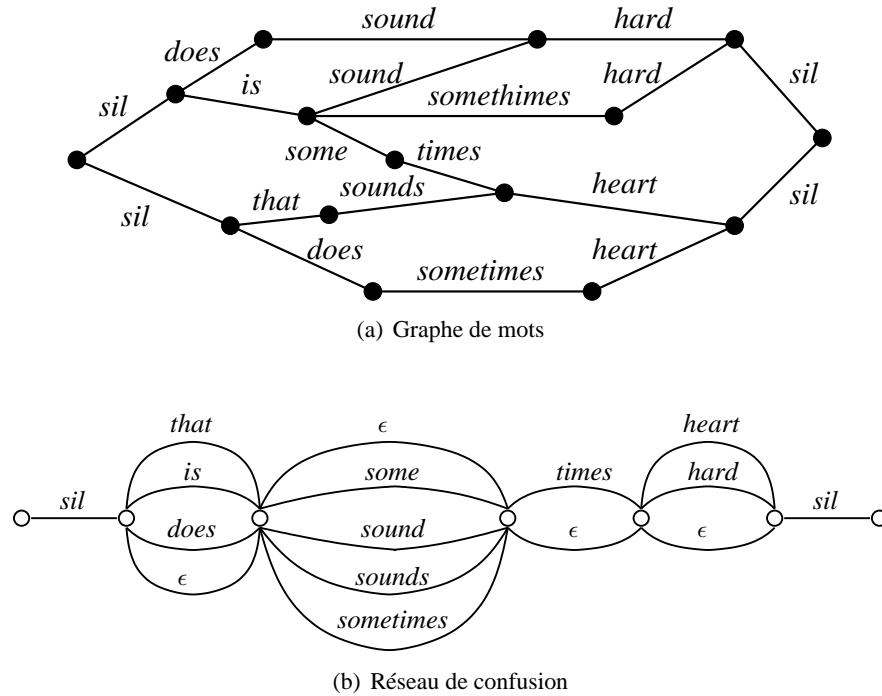 sound hard
does
sound hard sil
is
somethimes
sil
some times
sounds heart
that
sil
sil
does
sometimes heart
(a) Graphe de mots
that ϵ heart
is some times hard
sil sil
does sound ϵ ϵ
ϵ sounds
sometimes
(b) Réseau de confusion